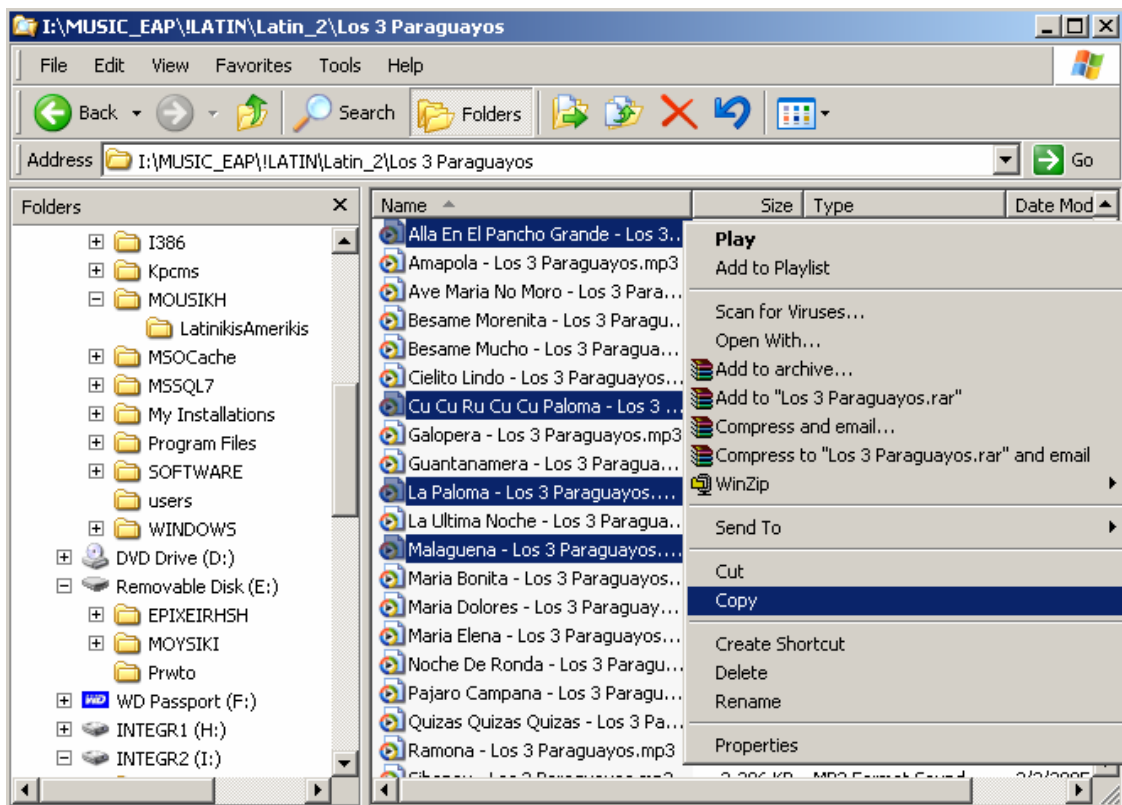 I:\MUSIC_EAP\!LATIN\Latin_2\Los 3 Paraguayos
File Edit View Favorites Tools Help
Back Search Folders
Address I:\MUSIC_EAP\!LATIN\Latin_2\Los 3 Paraguayos Go
Folders
I386
Kpcms
MOUSIKH
LatinikisAmerikis
MSOCache
MSSQL7
My Installations
Program Files
SOFTWARE
users
WINDOWS
DVD Drive (D:)
Removable Disk (E:)
EPIXEIRHSH
MOYSIKI
Prwto
WD WD Passport (F:)
INTEGR1 (H:)
INTEGR2 (I:)
Name Size Type Date Mod
Alla En El Pancho Grande - Los 3...
Amapola - Los 3 Paraguayos.mp3
Ave Maria No Moro - Los 3 Para...
Besame Morenita - Los 3 Paragu...
Besame Mucho - Los 3 Paragua...
Cielito Lindo - Los 3 Paraguayos...
Cu Cu Ru Cu Cu Paloma - Los 3 ...
Galopera - Los 3 Paraguayos.mp3
Guantanamera - Los 3 Paragua...
La Paloma - Los 3 Paraguayos....
La Ultima Noche - Los 3 Paragua...
Malaguena - Los 3 Paraguayos....
Maria Bonita - Los 3 Paraguayos...
Maria Dolores - Los 3 Paraguay...
Maria Elena - Los 3 Paraguayos...
Noche De Ronda - Los 3 Paragu...
Pajaro Campana - Los 3 Paragu...
Quizas Quizas Quizas - Los 3 Pa...
Ramona - Los 3 Paraguayos.mp3
Play
Add to Playlist
Scan for Viruses...
Open With...
Add to archive...
Add to "Los 3 Paraguayos.rar"
Compress and email...
Compress to "Los 3 Paraguayos.rar" and email
WinZip
Send To
Cut
Copy
Create Shortcut
Delete
Rename
Properties